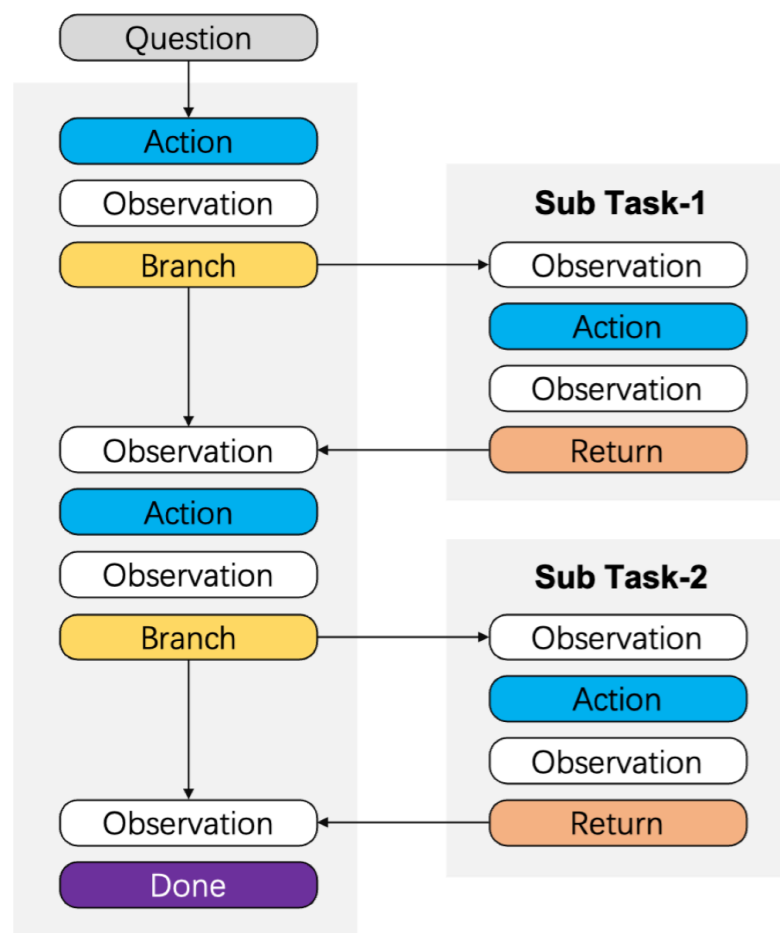 Question
Action
Observation
Branch
Observation
Action
Observation
Branch
Observation
Done
Sub Task-1
Observation
Action
Observation
Return
Sub Task-2
Observation
Action
Observation
Return